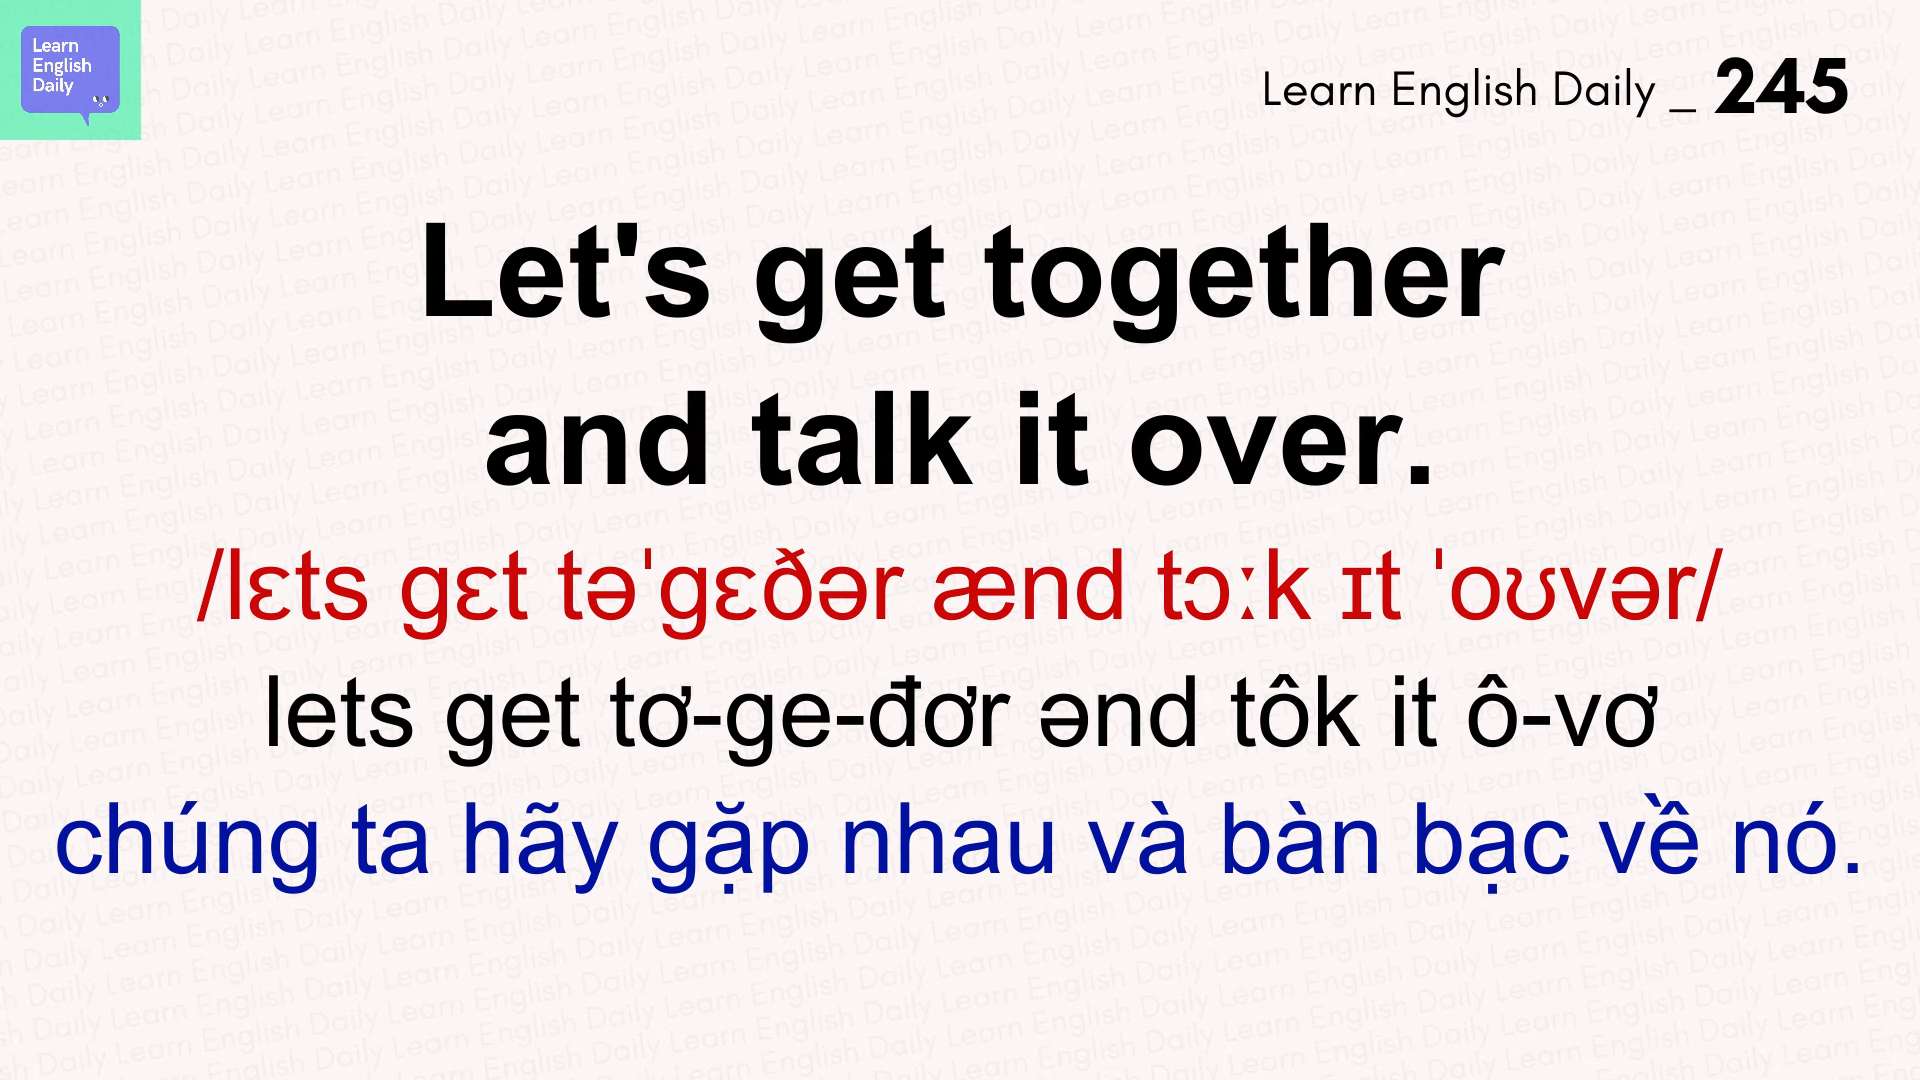 Learn
English
Daily
Learn English Daily _ 245
Let's get together
and talk it over.
/lɛts gɛt təˈgɛðər ænd tɔːk ɪt ˈoʊvər/
lets get tơ-ge-đơr ənd tôk it ô-vơ
chúng ta hãy gặp nhau và bàn bạc về nó.